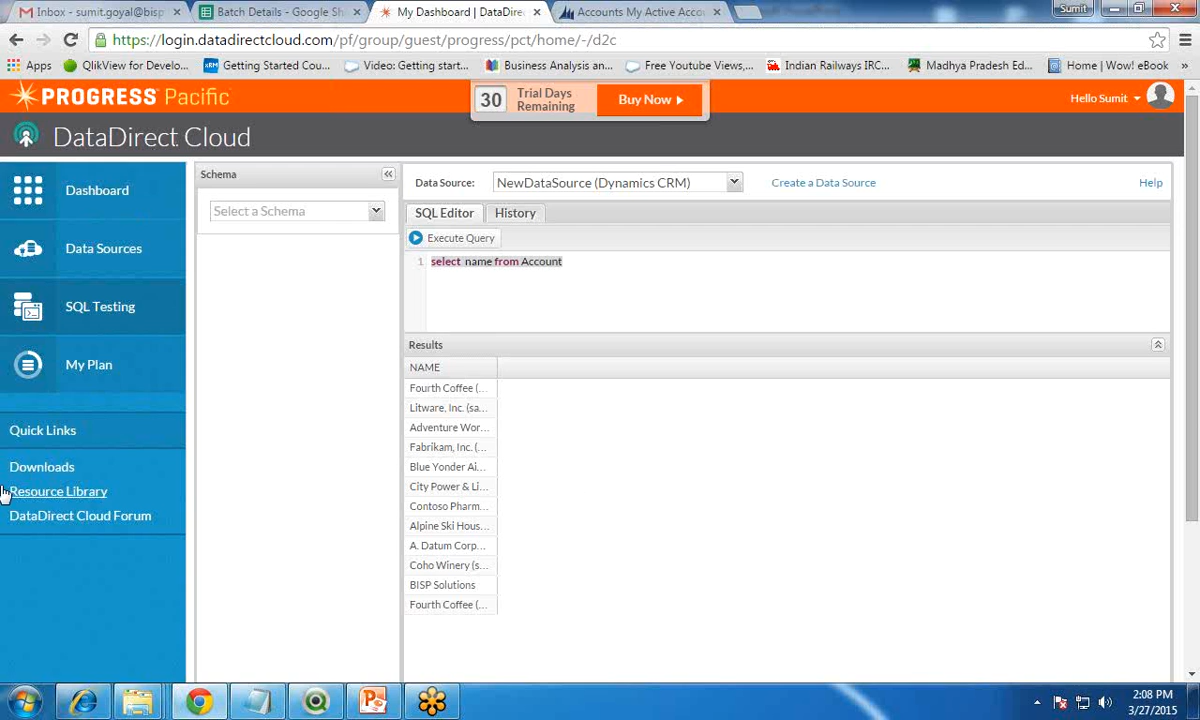 Inbox - sumit.goyal@bisp
Batch Details - Google Sh
My Dashboard | DataDire
Accounts My Active Acco
Sumit
https://login.datadirectcloud.com/pf/group/guest/progress/pct/home/-/d2c
Apps
QlikView for Develo...
xRM
Getting Started Cou...
Video: Getting start...
Business Analysis an...
Free Youtube Views,...
Indian Railways IRC...
Madhya Pradesh Ed...
Home | Wow! eBook
»
PROGRESS Pacific
30
Trial Days
Remaining
Buy Now
Hello Sumit
DataDirect Cloud
Dashboard
Data Sources
SQL Testing
My Plan
Quick Links
Downloads
Resource Library
DataDirect Cloud Forum
Schema
Select a Schema
Data Source:
NewDataSource (Dynamics CRM)
Create a Data Source
Help
SQL Editor
History
Execute Query
1 select name from Account
Results
NAME
Fourth Coffee (...
Litware, Inc. (sa...
Adventure Wor...
Fabrikam, Inc. (...
Blue Yonder Ai...
City Power & Li...
Contoso Pharm...
Alpine Ski Hous...
A. Datum Corp...
Coho Winery (s...
BISP Solutions
Fourth Coffee (...
2:08 PM
3/27/2015